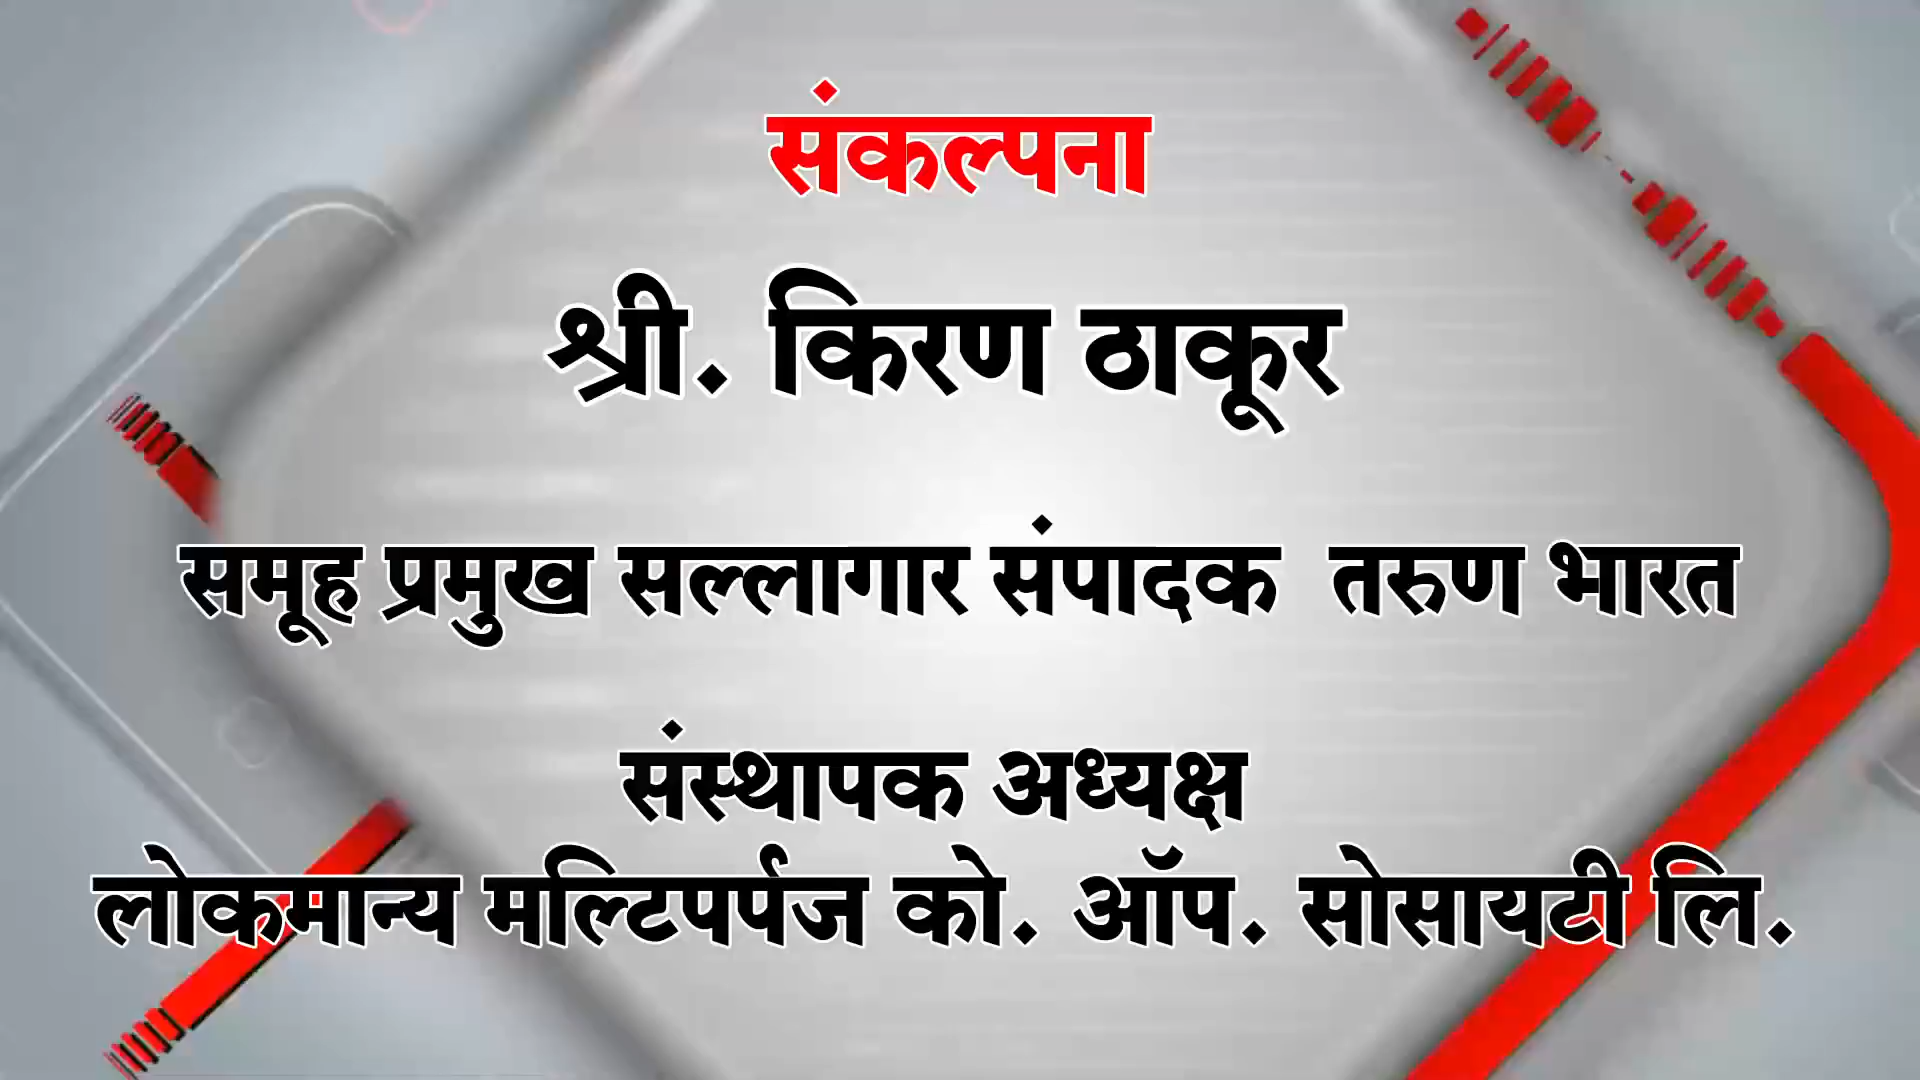 संकल्पना
श्री. किरण ठाकूर
समूह प्रमुख सल्लागार संपादक तरुण भारत
संस्थापक अध्यक्ष
लोकमान्य मल्टिपर्पज को. ऑप. सोसायटी लि.